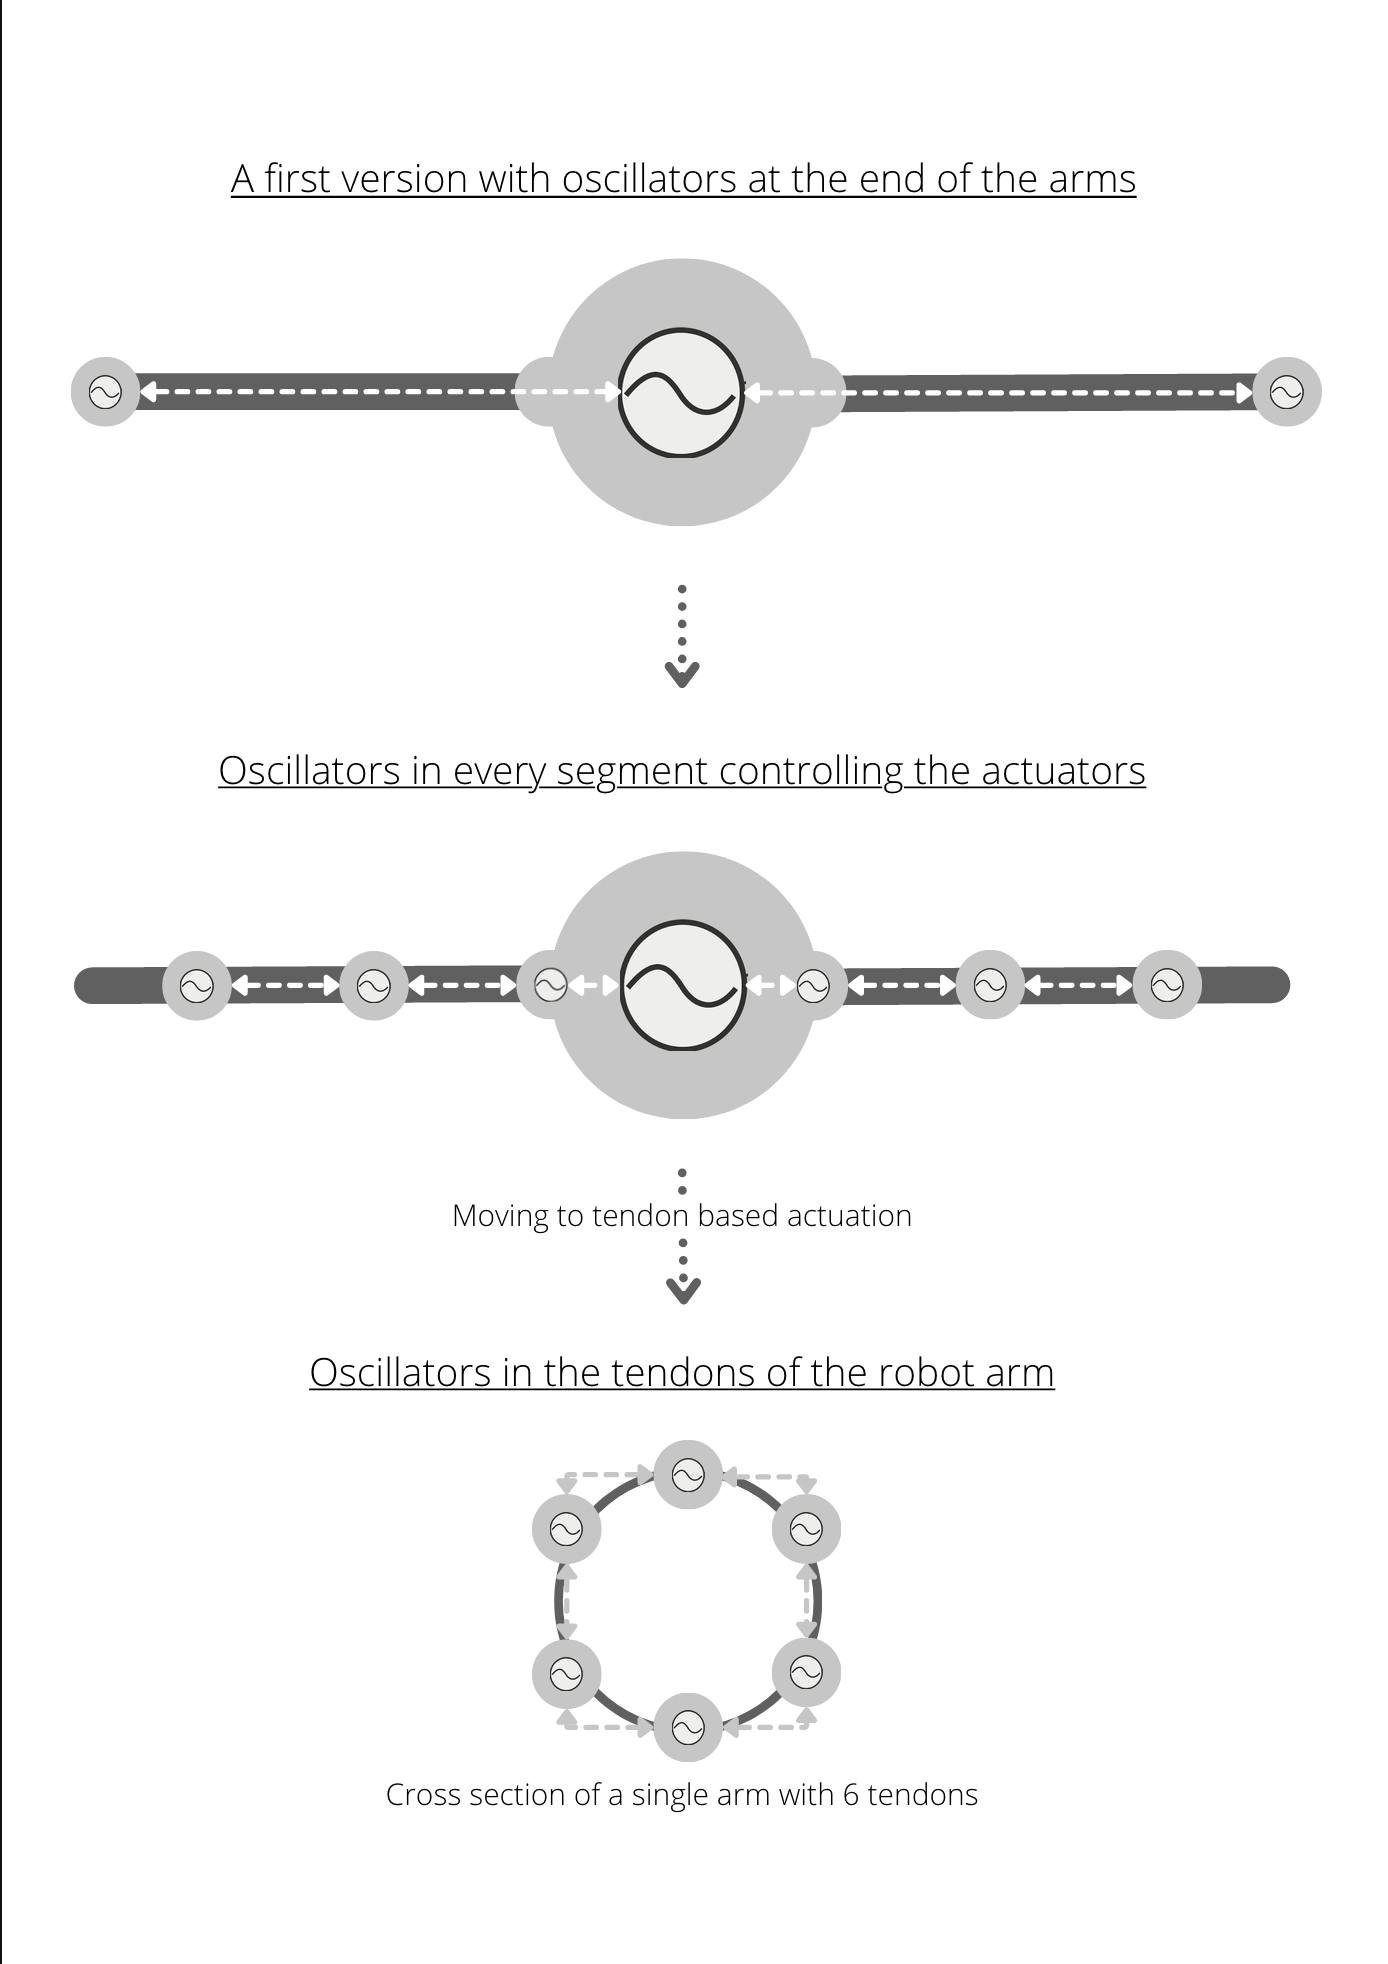 A first version with oscillators at the end of the arms
Oscillators in every segment controlling the actuators
Moving to tendon based actuation
Oscillators in the tendons of the robot arm
Cross section of a single arm with 6 tendons